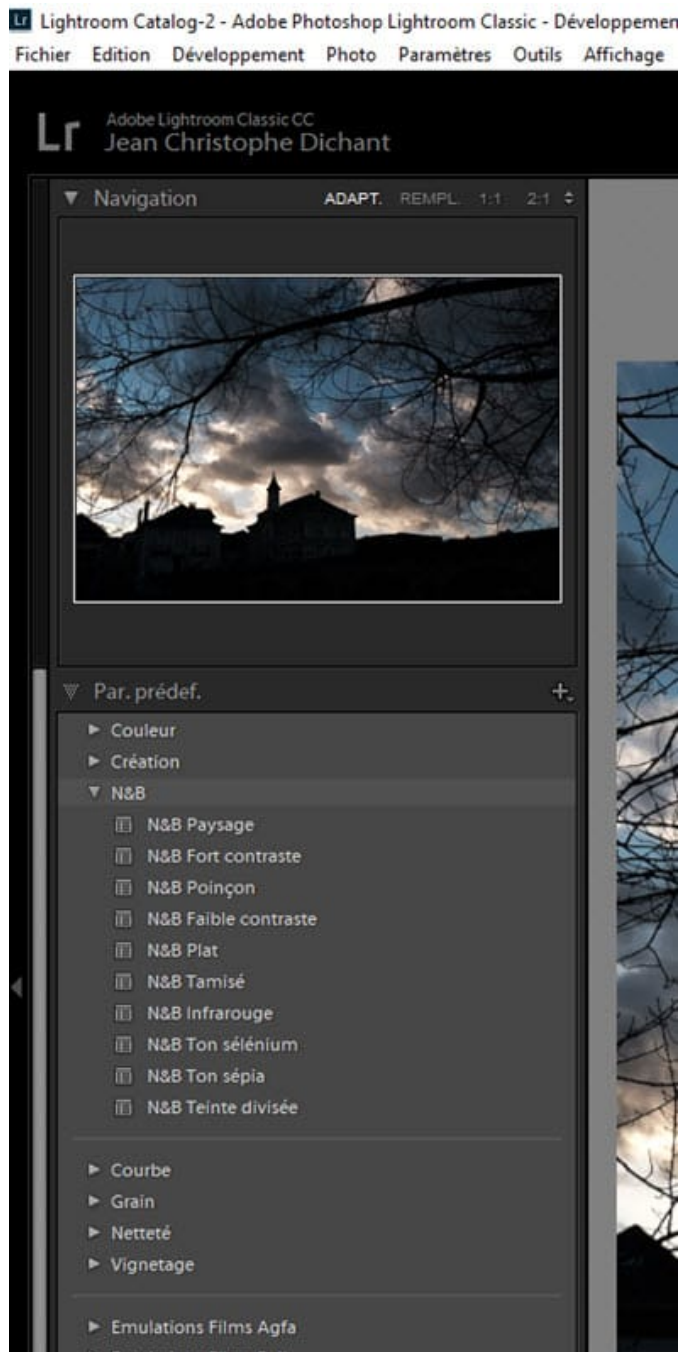 Lr Lightroom Catalog-2 - Adobe Photoshop Lightroom Classic - Développemen
Fichier Edition Développement Photo Paramètres Outils Affichage
Lr Adobe Lightroom Classic CC
Jean Christophe Dichant
Navigation ADAPT. REMPL. 1:1 2:1
Par. prédef.
Couleur
Création
N&B
N&B Paysage
N&B Fort contraste
N&B Poinçon
N&B Faible contraste
N&B Plat
N&B Tamisé
N&B Infrarouge
N&B Ton sélénium
N&B Ton sépia
N&B Teinte divisée
Courbe
Grain
Netteté
Vignetage
Emulations Films Agfa